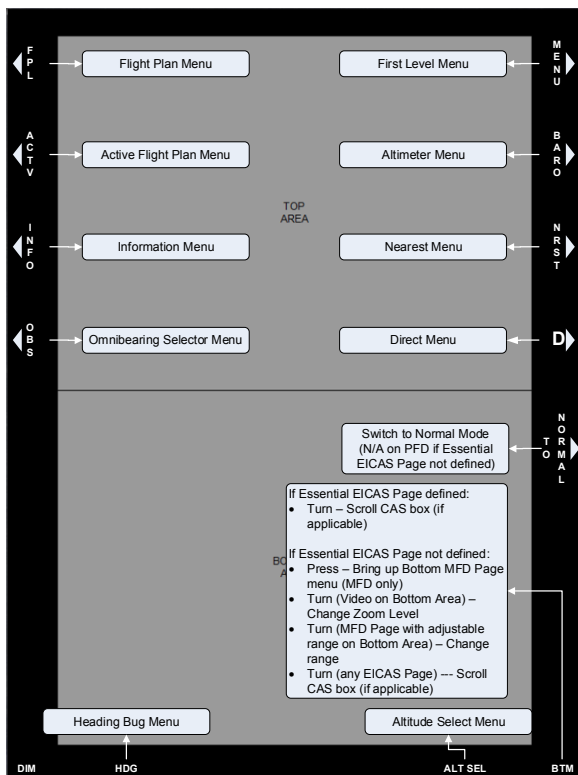 FPL
Flight Plan Menu
First Level Menu
MENU
ACTV
Active Flight Plan Menu
Altimeter Menu
BARO
TOP
AREA
INFO
Information Menu
Nearest Menu
NRST
OBS
Omnibearing Selector Menu
Direct Menu
D
Switch to Normal Mode
(N/A on PFD if Essential
EICAS Page not defined)
TO
NORMAL
If Essential EICAS Page defined:
• Turn – Scroll CAS box (if
applicable)
If Essential EICAS Page not defined:
• Press – Bring up Bottom MFD Page
menu (MFD only)
• Turn (Video on Bottom Area) –
Change Zoom Level
• Turn (MFD Page with adjustable
range on Bottom Area) – Change
range
• Turn (any EICAS Page) --- Scroll
CAS box (if applicable)
Heading Bug Menu
Altitude Select Menu
DIM
HDG
ALT SEL
BTM